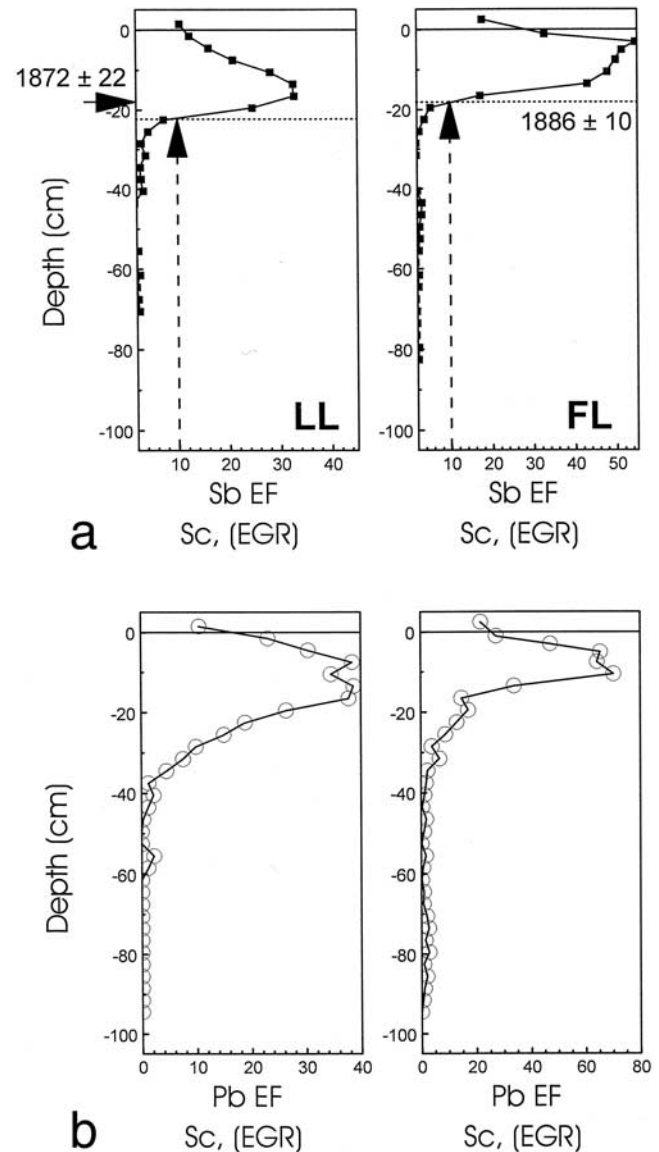 0
-20
-40
-60
-80
-100
Depth (cm)
1872 ± 22
LL
10 20 30 40
Sb EF
Sc, (EGR)
0
-20
-40
-60
-80
-100
1886 ± 10
FL
10 20 30 40 50
Sb EF
Sc, (EGR)
a
0
-20
-40
-60
-80
-100
Depth (cm)
0 10 20 30 40
Pb EF
Sc, (EGR)
0
-20
-40
-60
-80
-100
0 20 40 60 80
Pb EF
Sc, (EGR)
b